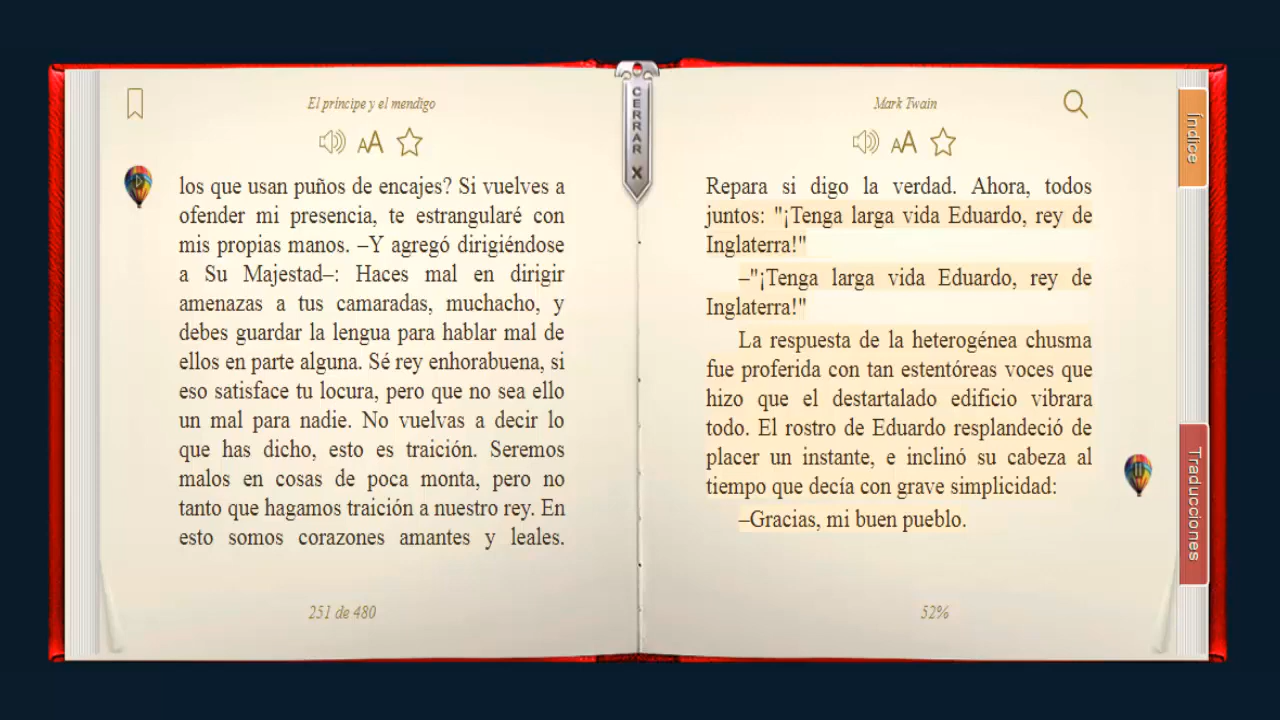 El príncipe y el mendigo
AA
los que usan puños de encajes? Si vuelves a
ofender mi presencia, te estrangularé con
mis propias manos. –Y agregó dirigiéndose
a Su Majestad–: Haces mal en dirigir
amenazas a tus camaradas, muchacho, y
debes guardar la lengua para hablar mal de
ellos en parte alguna. Sé rey enhorabuena, si
eso satisface tu locura, pero que no sea ello
un mal para nadie. No vuelvas a decir lo
que has dicho, esto es traición. Seremos
malos en cosas de poca monta, pero no
tanto que hagamos traición a nuestro rey. En
esto somos corazones amantes y leales.
251 de 480
CERRAR X
Mark Twain
AA
Repara si digo la verdad. Ahora, todos
juntos: "¡Tenga larga vida Eduardo, rey de
Inglaterra!"
–"¡Tenga larga vida Eduardo, rey de
Inglaterra!"
La respuesta de la heterogénea chusma
fue proferida con tan estentóreas voces que
hizo que el destartalado edificio vibrara
todo. El rostro de Eduardo resplandeció de
placer un instante, e inclinó su cabeza al
tiempo que decía con grave simplicidad:
–Gracias, mi buen pueblo.
52%
Índice
Traducciones